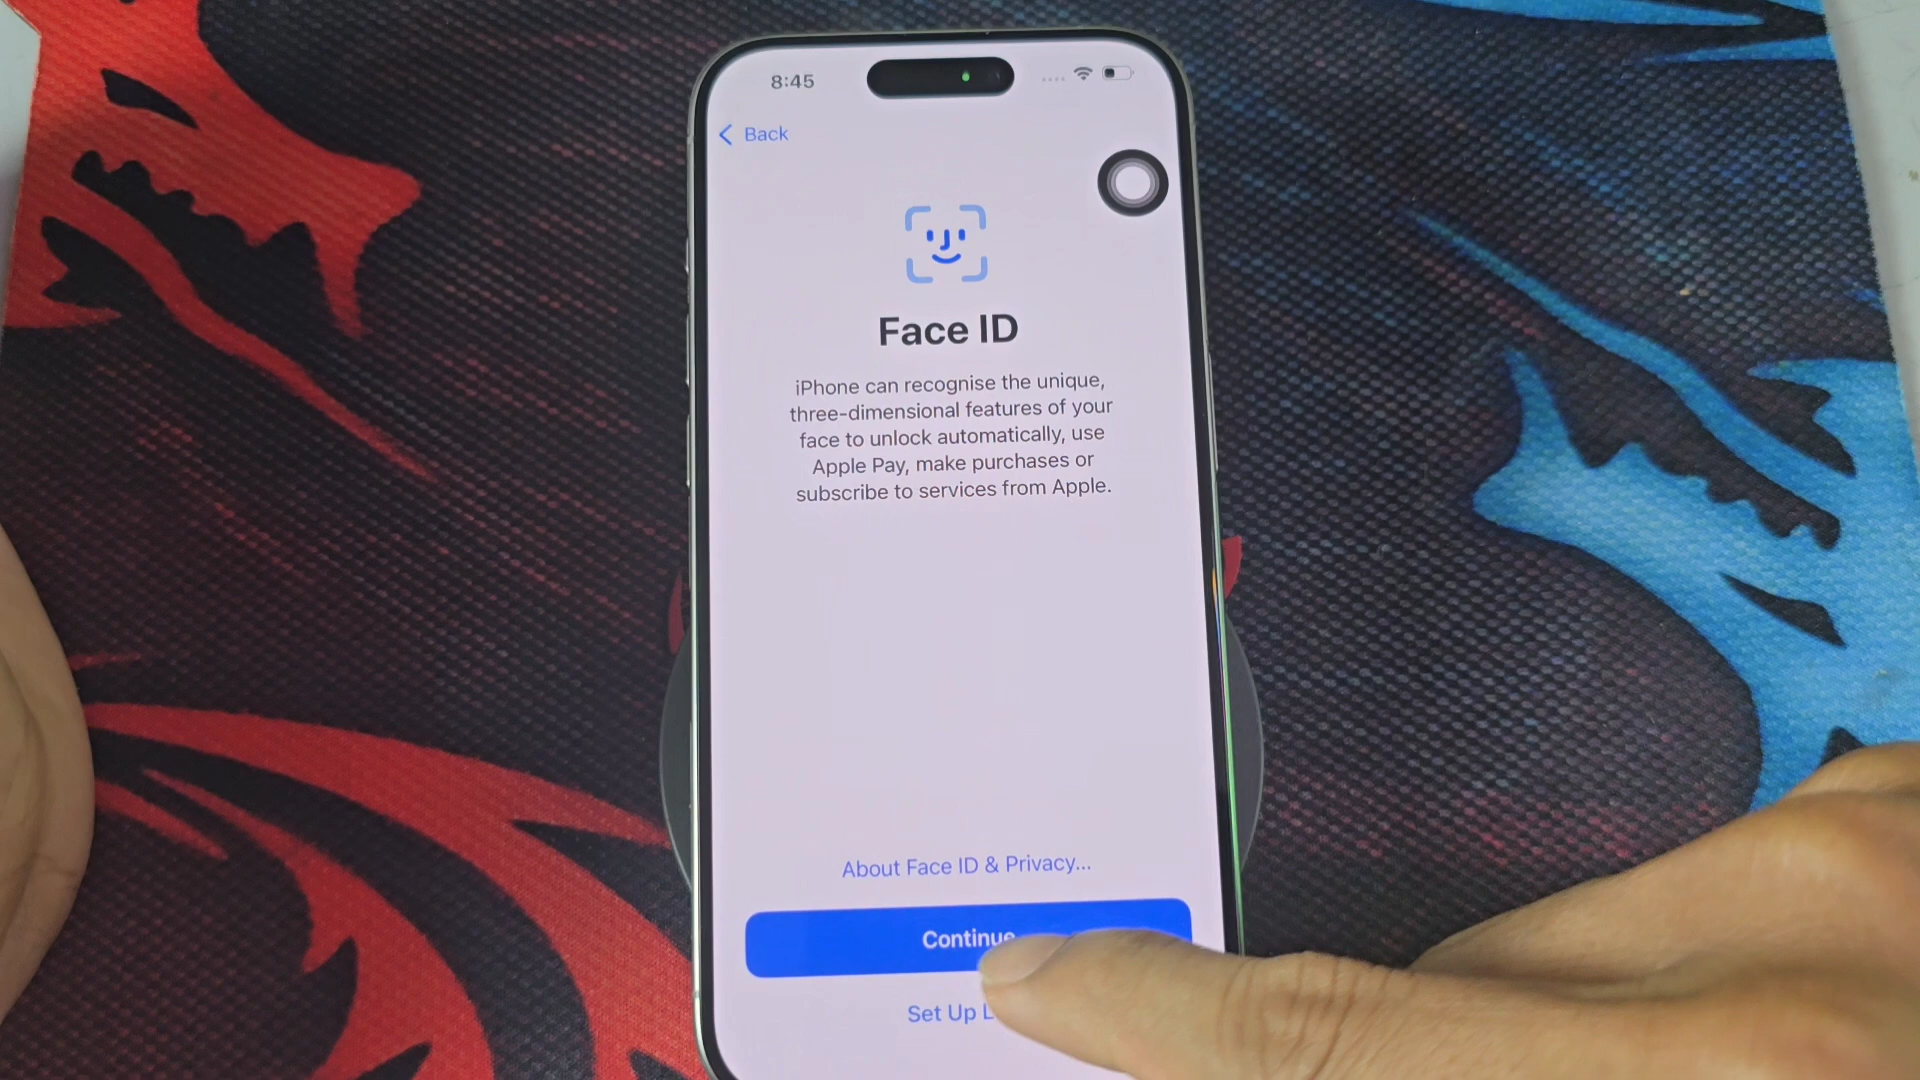 8:45
Back
Face ID
iPhone can recognise the unique,
three-dimensional features of your
face to unlock automatically, use
Apple Pay, make purchases or
subscribe to services from Apple.
About Face ID & Privacy...
Continue
Set Up